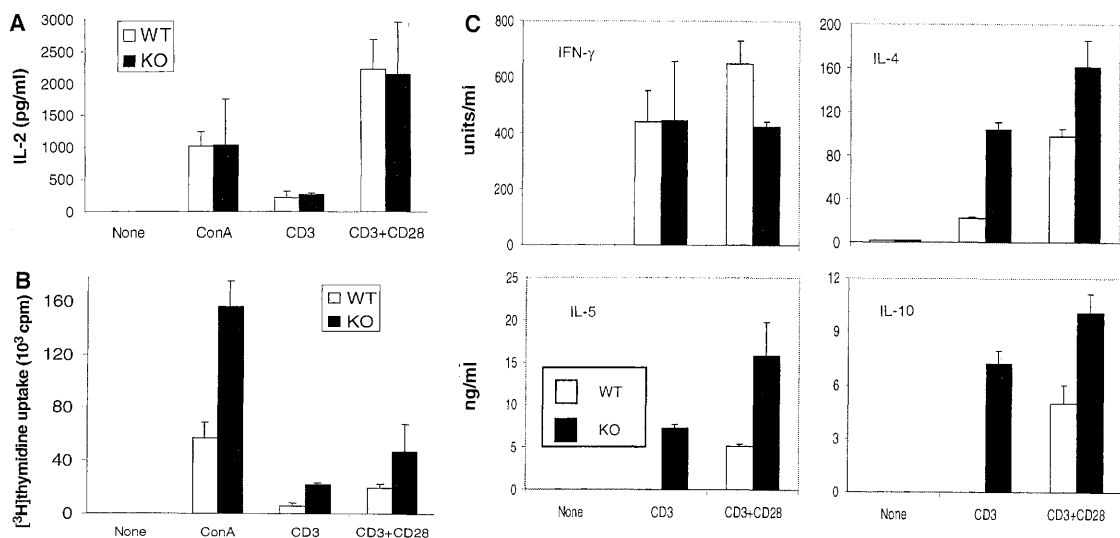 A
IL-2 (pg/ml)
3000
2500
2000
1500
1000
500
0
WT
KO
None
ConA
CD3
CD3+CD28
B
[³H]thymidine uptake (10³ cpm)
160
120
80
40
0
WT
KO
None
ConA
CD3
CD3+CD28
C
units/ml
800
600
400
200
800
0
IFN-γ
200
160
120
80
40
0
IL-4
ng/ml
25
20
15
10
5
0
IL-5
WT
KO
None
CD3
CD3+CD28
12
9
6
3
0
IL-10
None
CD3
CD3+CD28